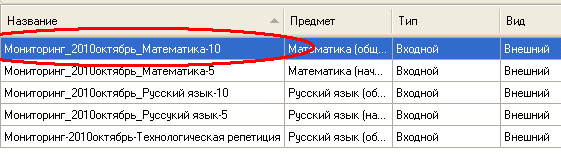 Название Предмет Тип Вид
Мониторинг_2010октябрь_Математика-10 Математика (общ... Входной Внешний
Мониторинг_2010октябрь_Математика-5 Математика (нач... Входной Внешний
Мониторинг_2010октябрь_Русский язык-10 Русский язык (об... Входной Внешний
Мониторинг_2010октябрь_Руссукий язык-5 Русский язык (на... Входной Внешний
Мониторинг-2010октябрь-Технологическая репетиция Русский язык (об... Входной Внешний